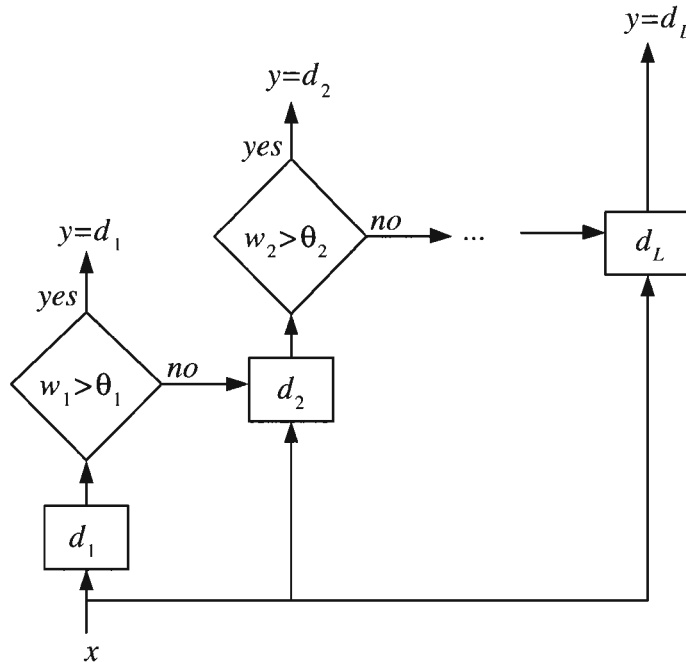 y=d_L
y=d_2
yes
w_2>θ_2
no
...
d_L
y=d_1
yes
w_1>θ_1
no
d_2
d_1
x